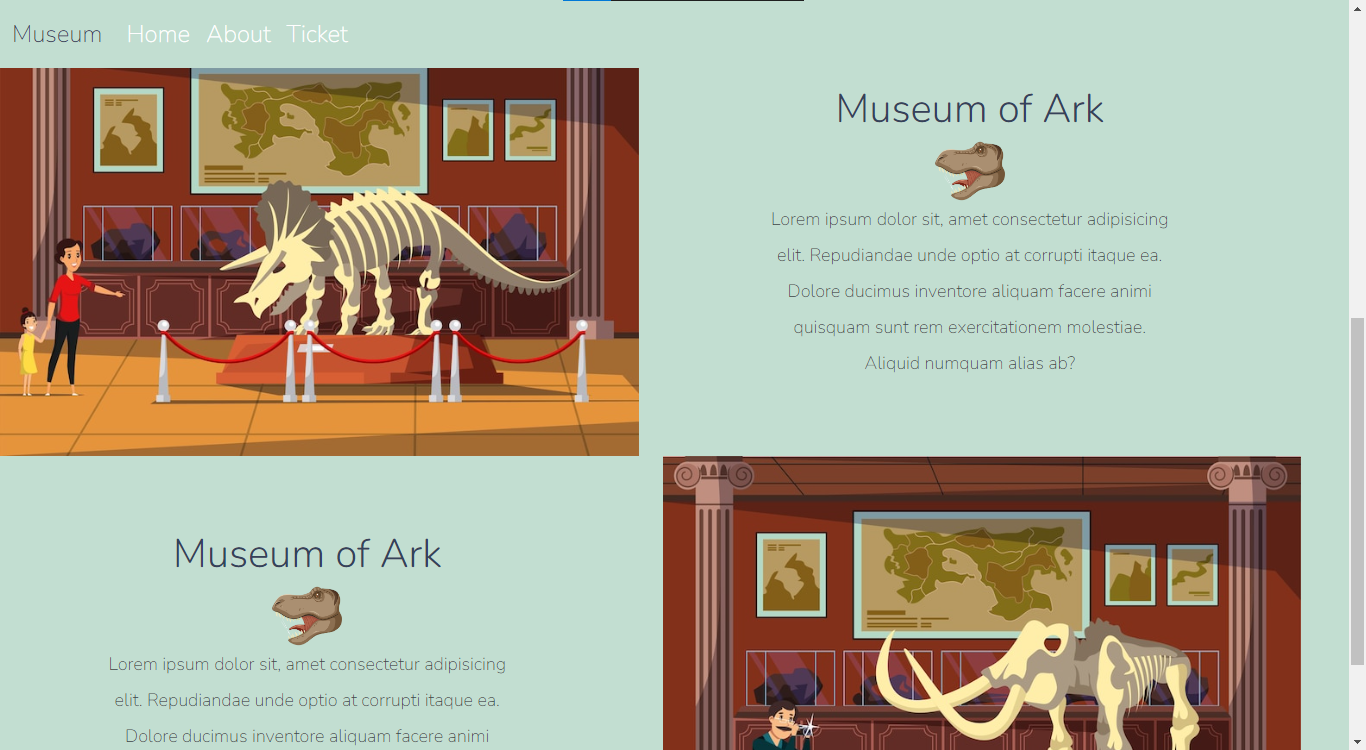 Museum Home About Ticket
Museum of Ark
Lorem ipsum dolor sit, amet consectetur adipisicing
elit. Repudiandae unde optio at corrupti itaque ea.
Dolore ducimus inventore aliquam facere animi
quisquam sunt rem exercitationem molestiae.
Aliquid numquam alias ab?
Museum of Ark
Lorem ipsum dolor sit, amet consectetur adipisicing
elit. Repudiandae unde optio at corrupti itaque ea.
Dolore ducimus inventore aliquam facere animi